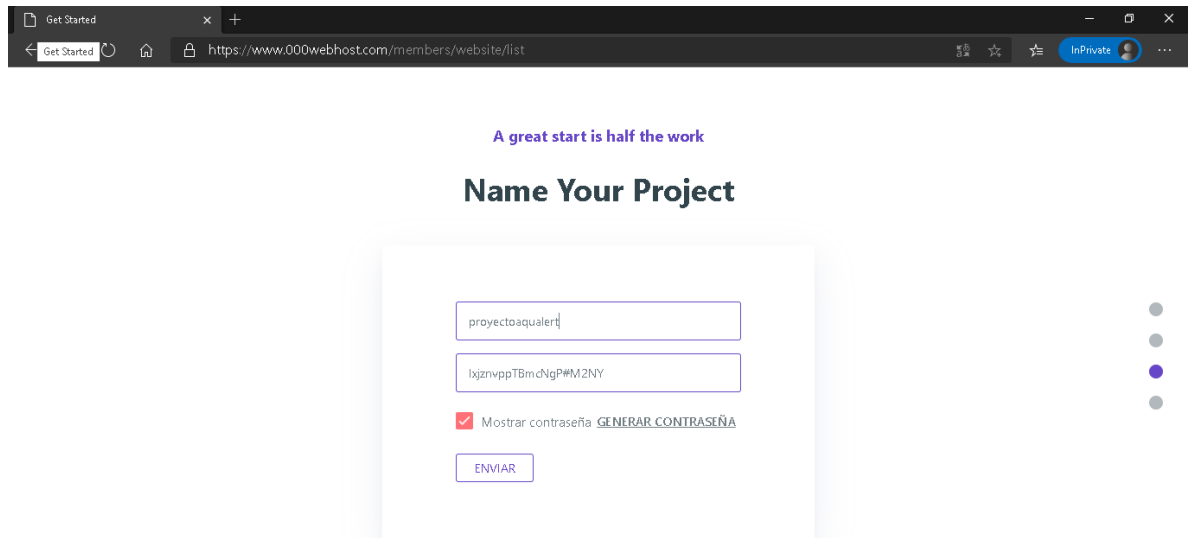 Get Started
Get Started
https://www.000webhost.com/members/website/list
InPrivate
A great start is half the work
Name Your Project
proyectoaqualert
IxjznvppTBmcNgP#M2NY
Mostrar contraseña GENERAR CONTRASEÑA
ENVIAR